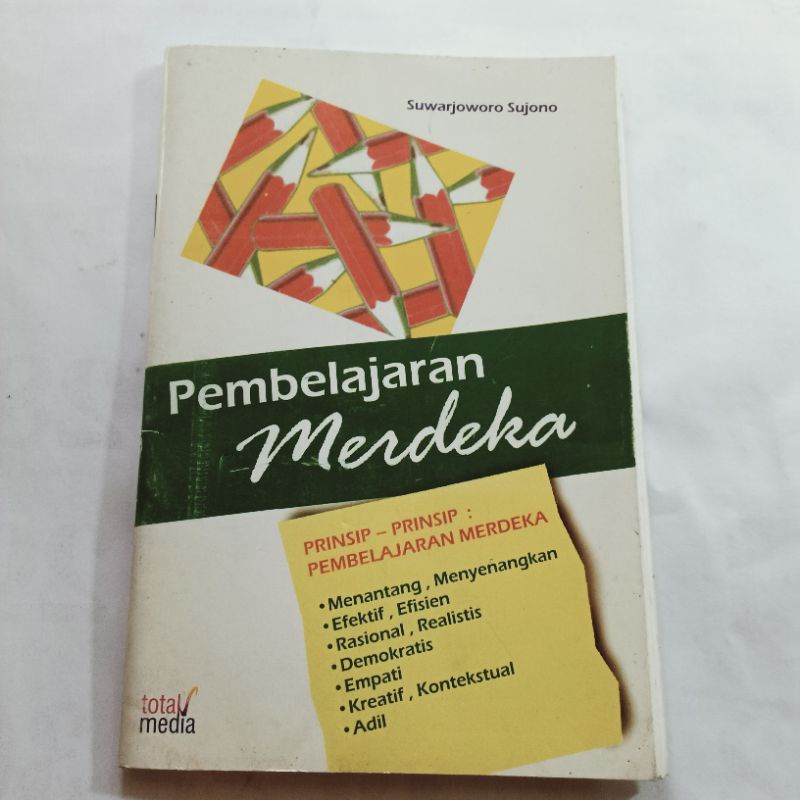 Suwarjoworo Sujono
Pembelajaran
Merdeka
PRINSIP – PRINSIP :
PEMBELAJARAN MERDEKA
• Menantang , Menyenangkan
• Efektif , Efisien
• Rasional , Realistis
• Demokratis
• Empati
• Kreatif , Kontekstual
• Adil
total
media